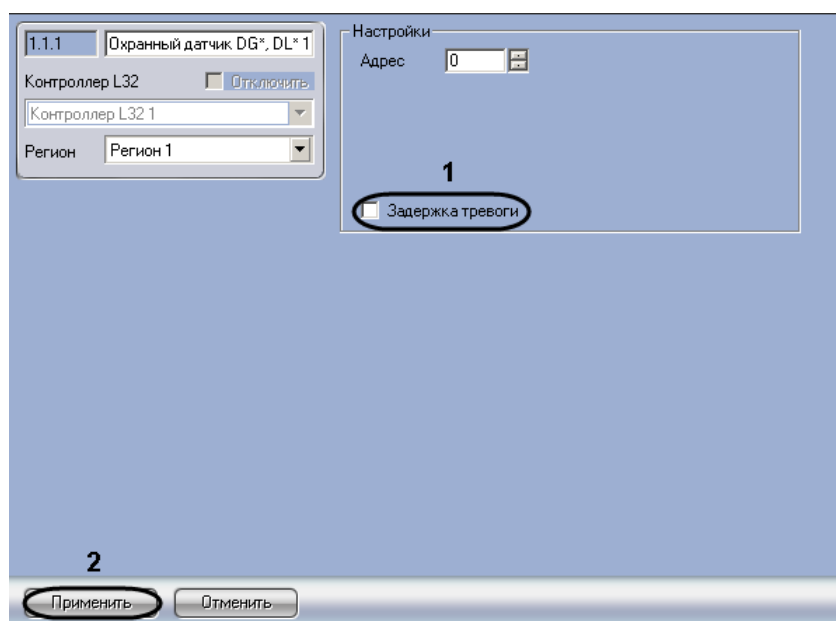 1.1.1 Охранный датчик DG*, DL* 1
Контроллер L32 Отключить
Контроллер L32 1
Регион Регион 1
Настройки
Адрес 0
1
Задержка тревоги
2
Применить Отменить